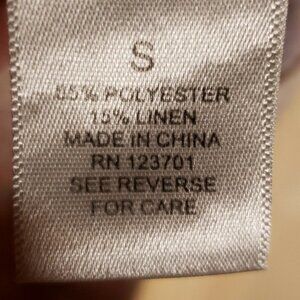 S
85% POLYESTER
15% LINEN
MADE IN CHINA
RN 123701
SEE REVERSE
FOR CARE